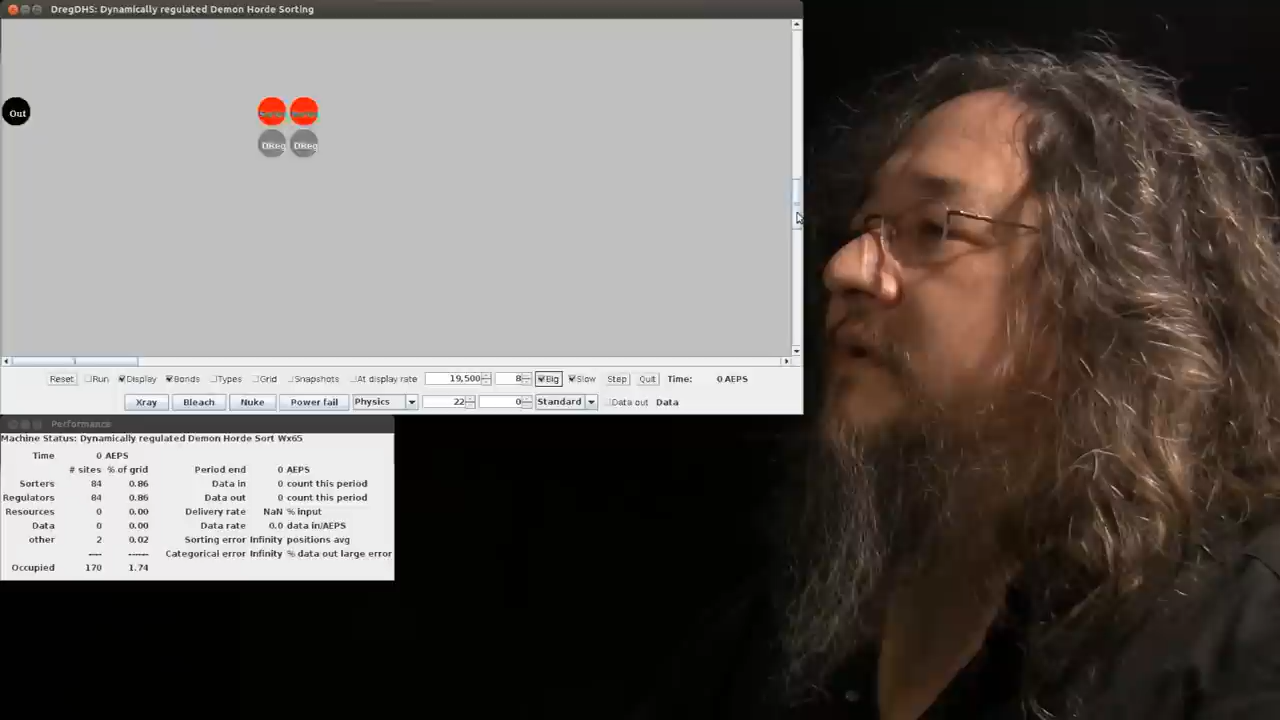 DregDHS: Dynamically regulated Demon Horde Sorting
Out
DReg DReg
Reset Run Display Bonds Types Grid Snapshots At display rate 19,500 8 Big Slow Step Quit Time: 0 AEPS
Xray Bleach Nuke Power fail Physics 22 0 Standard Data out Data
Performance
Machine Status: Dynamically regulated Demon Horde Sort Wx65
Time 0 AEPS
# sites % of grid Period end 0 AEPS
Sorters 84 0.86 Data in 0 count this period
Regulators 84 0.86 Data out 0 count this period
Resources 0 0.00 Delivery rate NaN % input
Data 0 0.00 Data rate 0.0 data in/AEPS
other 2 0.02 Sorting error Infinity positions avg
---- ------ Categorical error Infinity % data out large error
Occupied 170 1.74